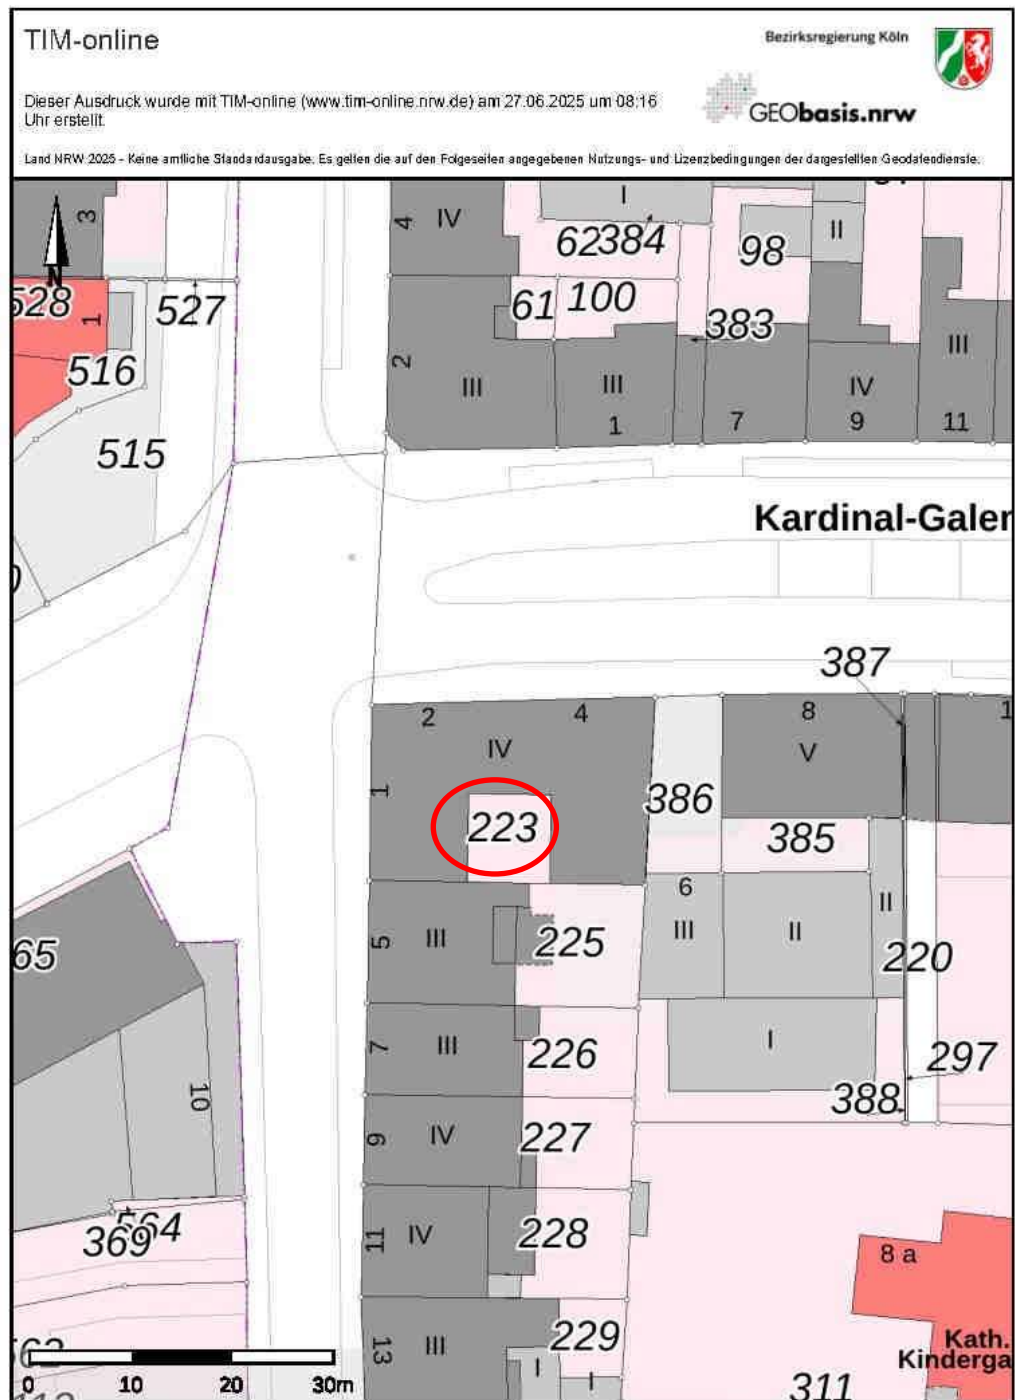 TIM-online
Bezirksregierung Köln
Dieser Ausdruck wurde mit TIM-online (www.tim-online.nrw.de) am 27.06.2025 um 08:16
Uhr erstellt.
GEObasis.nrw
Land NRW 2025 - Keine amtliche Standardausgabe. Es gelten die auf den Folgeseiten angegebenen Nutzungs- und Lizenzbedingungen der dargestellten Geodatendienste.
3
N
4
IV
I
62
384
98
II
528
1
527
61
100
383
516
2
III
III
1
7
IV
9
III
11
515
Kardinal-Galer
387
2
4
IV
1
223
386
8
V
1
385
5
III
225
6
III
II
II
220
65
7
III
226
I
297
388
10
9
IV
227
11
IV
228
564
369
8 a
13
III
229
I
I
Kath.
Kinderga
311
0
10
20
30m